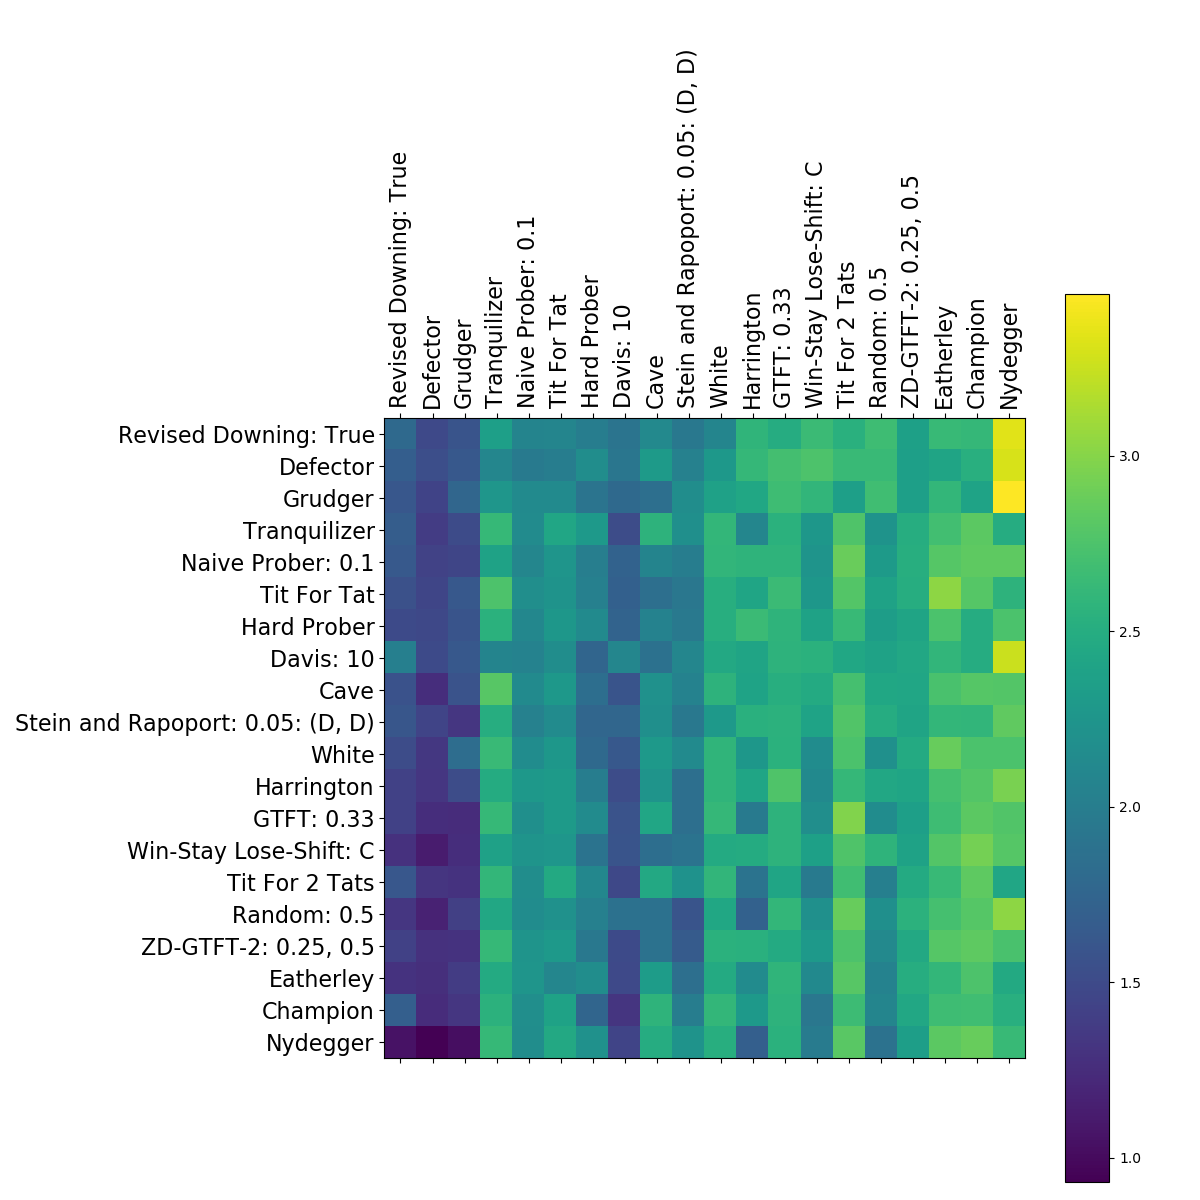 Revised Downing: True
Defector
Grudger
Tranquilizer
Naive Prober: 0.1
Tit For Tat
Hard Prober
Davis: 10
Cave
Stein and Rapoport: 0.05: (D, D)
White
Harrington
GTFT: 0.33
Win-Stay Lose-Shift: C
Tit For 2 Tats
Random: 0.5
ZD-GTFT-2: 0.25, 0.5
Eatherley
Champion
Nydegger
Revised Downing: True
Defector
Grudger
Tranquilizer
Naive Prober: 0.1
Tit For Tat
Hard Prober
Davis: 10
Cave
Stein and Rapoport: 0.05: (D, D)
White
Harrington
GTFT: 0.33
Win-Stay Lose-Shift: C
Tit For 2 Tats
Random: 0.5
ZD-GTFT-2: 0.25, 0.5
Eatherley
Champion
Nydegger
3.0
2.5
2.0
1.5
1.0